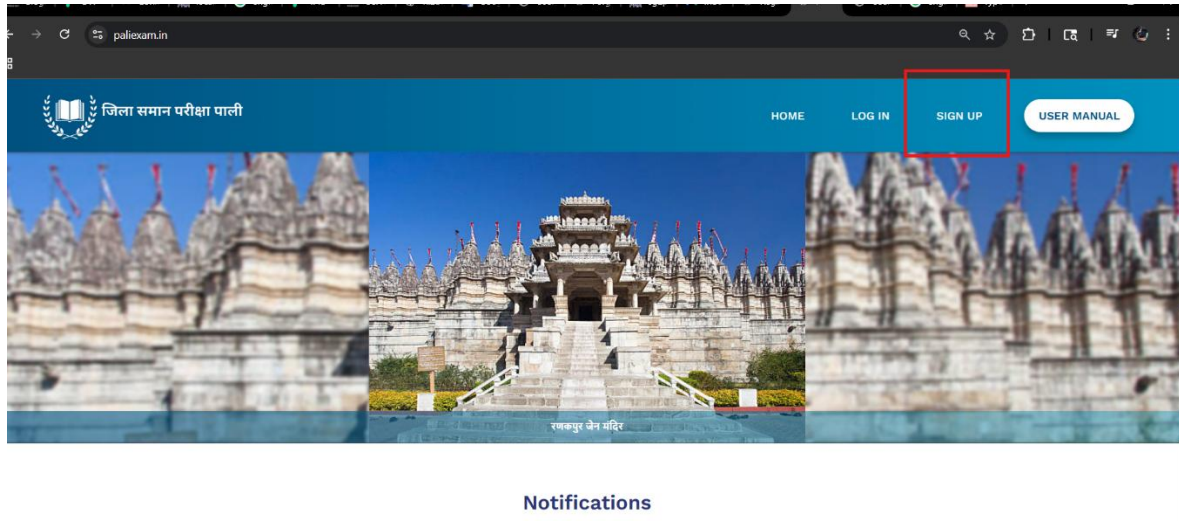 paliexam.in
जिला समान परीक्षा पाली
HOME LOG IN SIGN UP USER MANUAL
रणकपुर जैन मंदिर
Notifications